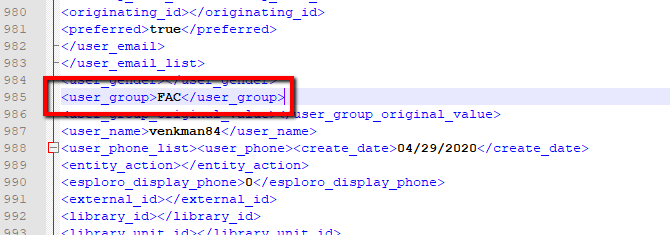 980 <originating_id></originating_id>
981 <preferred>true</preferred>
982 </user_email>
983 </user_email_list>
984 <user_gender></user_gender>
985 <user_group>FAC</user_group>
986 <user_group_original_value></user_group_original_value>
987 <user_name>venkman84</user_name>
988 <user_phone_list><user_phone><create_date>04/29/2020</create_date>
989 <entity_action></entity_action>
990 <esploro_display_phone>0</esploro_display_phone>
991 <external_id></external_id>
992 <library_id></library_id>
993 <library_unit_id></library_unit_id>